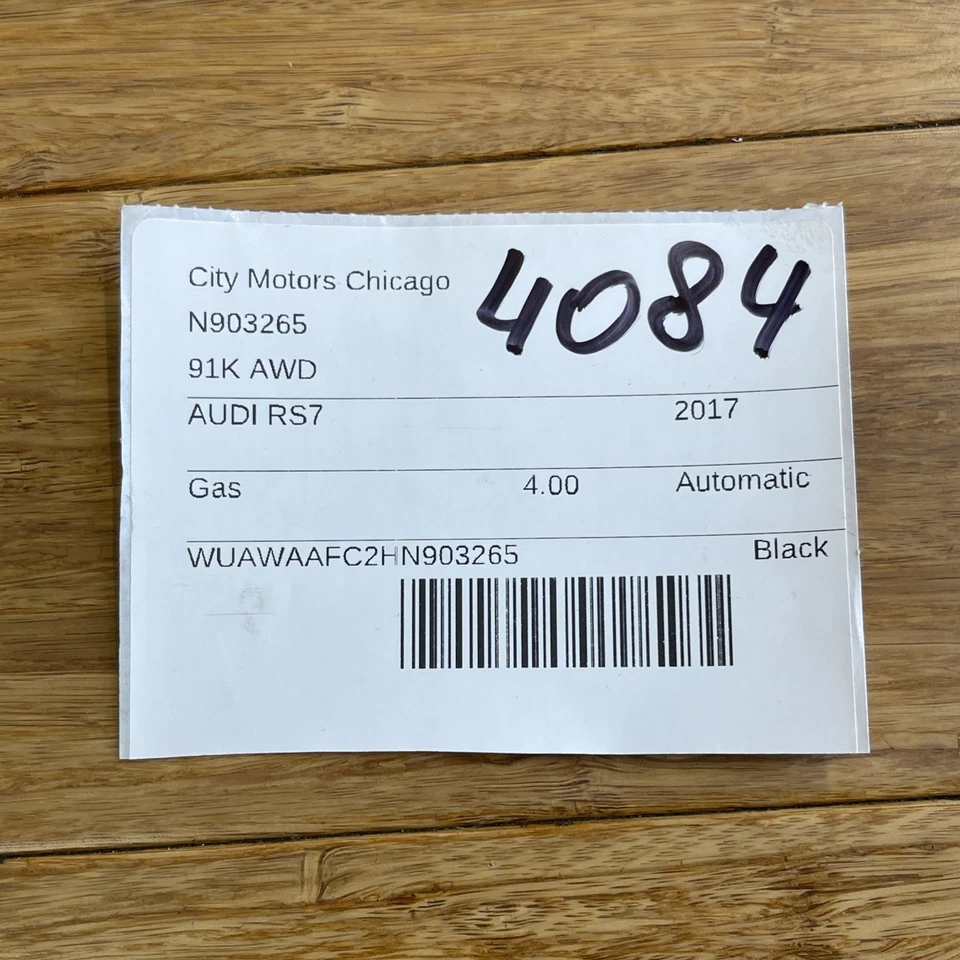 City Motors Chicago 4084
N903265
91K AWD
AUDI RS7 2017
Gas 4.00 Automatic
WUAWAAFC2HN903265 Black